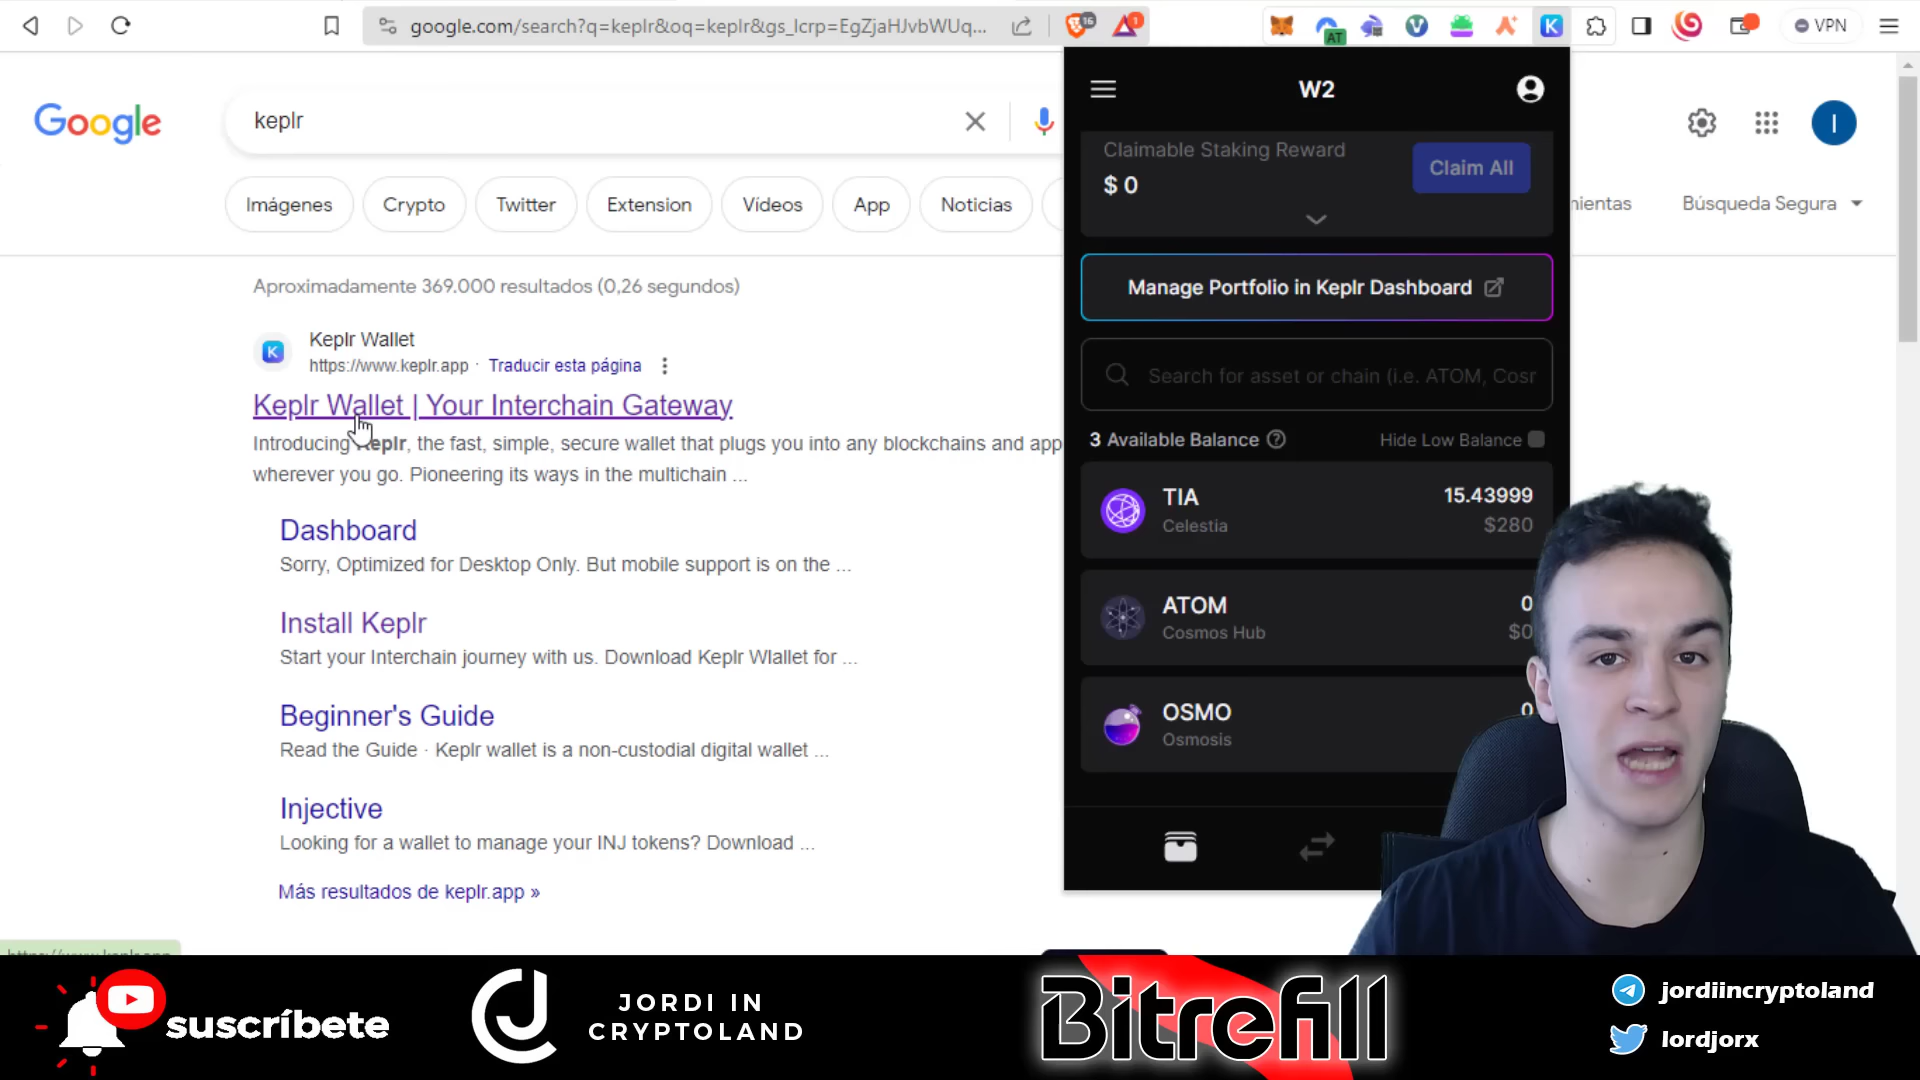 google.com/search?q=keplr&oq=keplr&gs_lcrp=EgZjaHJvbWUq...
16
1
AT
VPN
Google
keplr
Imágenes
Crypto
Twitter
Extension
Vídeos
App
Noticias
mientas
Búsqueda Segura
I
Aproximadamente 369.000 resultados (0,26 segundos)
Keplr Wallet
https://www.keplr.app · Traducir esta página
Keplr Wallet | Your Interchain Gateway
Introducing Keplr, the fast, simple, secure wallet that plugs you into any blockchains and app
wherever you go. Pioneering its ways in the multichain ...
Dashboard
Sorry, Optimized for Desktop Only. But mobile support is on the ...
Install Keplr
Start your Interchain journey with us. Download Keplr Wlallet for ...
Beginner's Guide
Read the Guide · Keplr wallet is a non-custodial digital wallet ...
Injective
Looking for a wallet to manage your INJ tokens? Download ...
Más resultados de keplr.app »
W2
Claimable Staking Reward
$ 0
Claim All
Manage Portfolio in Keplr Dashboard
Search for asset or chain (i.e. ATOM, Cosr
3 Available Balance
Hide Low Balance
TIA
15.43999
Celestia
$280
ATOM
0
Cosmos Hub
$0
OSMO
0
Osmosis
suscríbete
JORDI IN
CRYPTOLAND
Bitrefill
jordiincryptoland
lordjorx